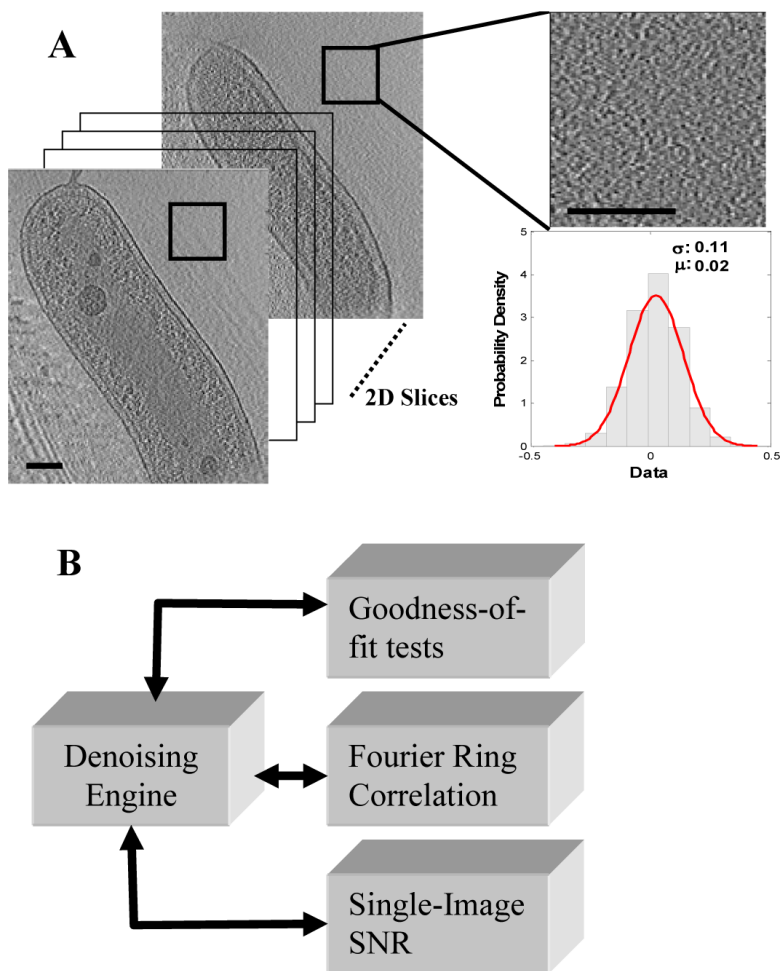 A
2D Slices
σ: 0.11
μ: 0.02
Probability Density
5
4
3
2
1
0
-0.5
0
0.5
Data
B
Goodness-of-
fit tests
Denoising
Engine
Fourier Ring
Correlation
Single-Image
SNR